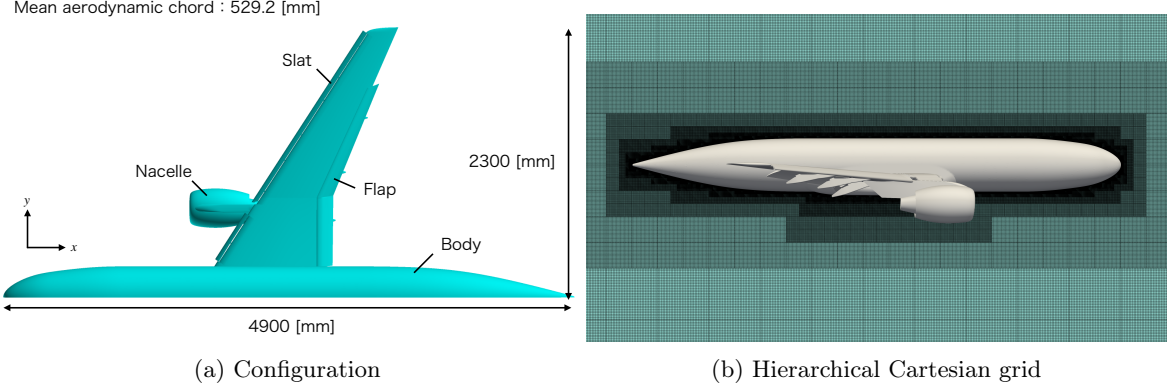 Mean aerodynamic chord : 529.2 [mm]
Slat
2300 [mm]
Nacelle
Flap
y
x
Body
4900 [mm]
(a) Configuration
(b) Hierarchical Cartesian grid